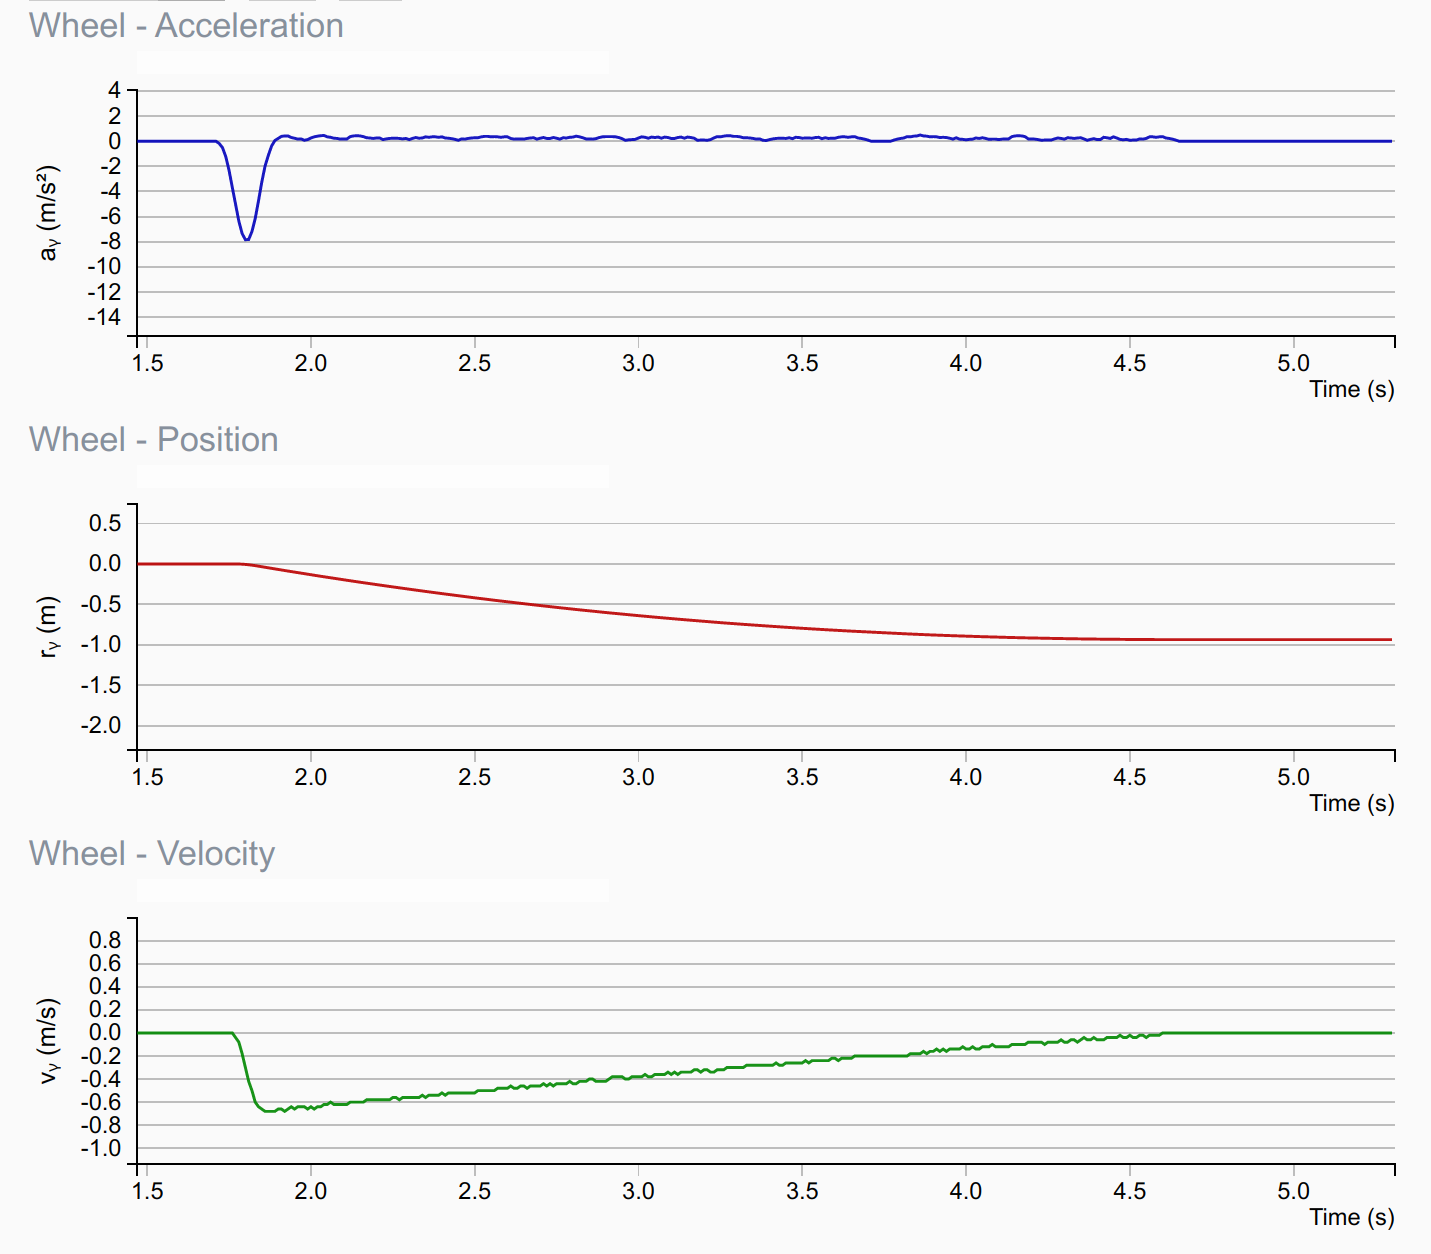 Wheel - Acceleration
4
2
0
-2
-4
-6
-8
-10
-12
-14
aᵧ (m/s²)
1.5 2.0 2.5 3.0 3.5 4.0 4.5 5.0
Time (s)
Wheel - Position
0.5
0.0
-0.5
-1.0
-1.5
-2.0
rᵧ (m)
1.5 2.0 2.5 3.0 3.5 4.0 4.5 5.0
Time (s)
Wheel - Velocity
0.8
0.6
0.4
0.2
0.0
-0.2
-0.4
-0.6
-0.8
-1.0
vᵧ (m/s)
1.5 2.0 2.5 3.0 3.5 4.0 4.5 5.0
Time (s)